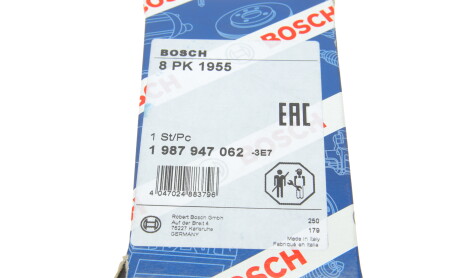 BOSCH
BOSCH
8 PK 1955
EAC
1 St/Pc
1 987 947 062 -3E7
4 047024 883796
BOSCH
Robert Bosch GmbH
Auf der Breit 4
76227 Karlsruhe
GERMANY
250
179
Made in Italy
Fabriqué en Italie